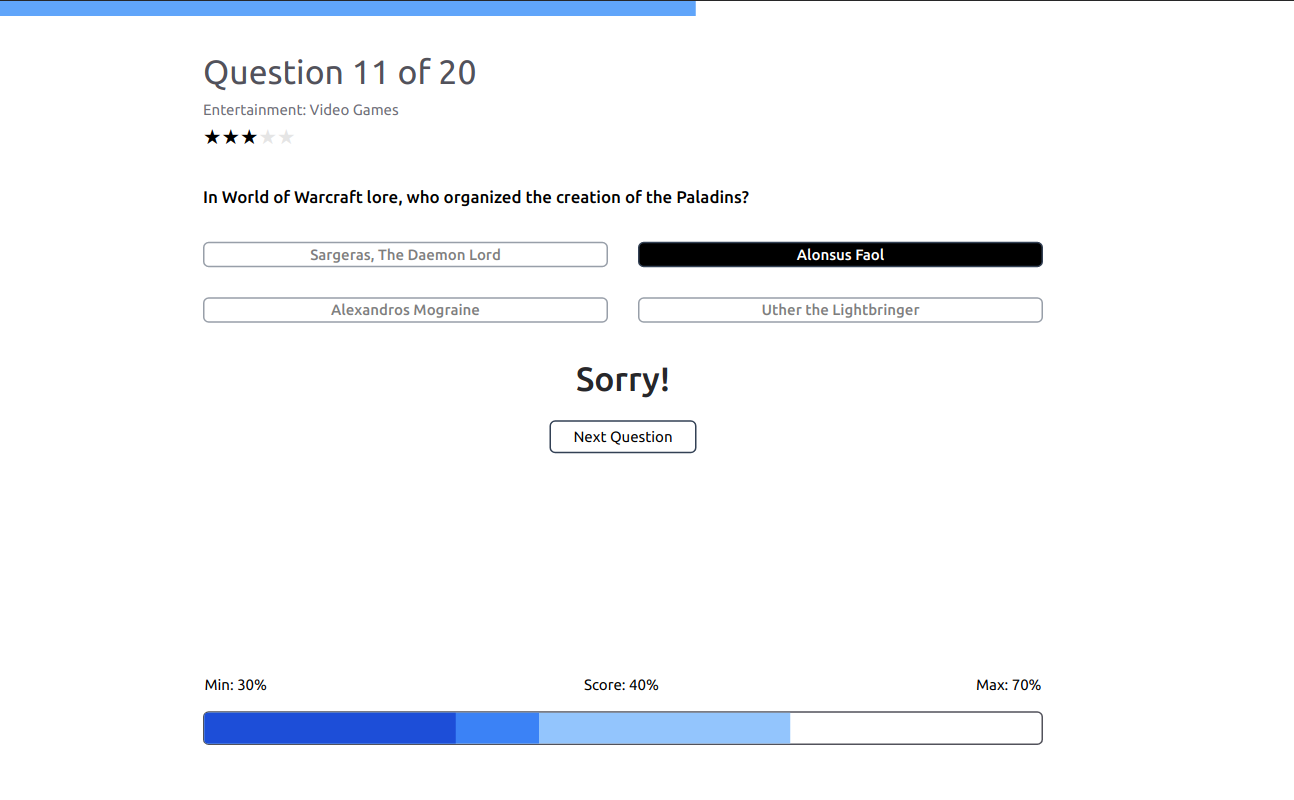 Question 11 of 20
Entertainment: Video Games
★★★★★
In World of Warcraft lore, who organized the creation of the Paladins?
Sargeras, The Daemon Lord
Alonsus Faol
Alexandros Mograine
Uther the Lightbringer
Sorry!
Next Question
Min: 30%
Score: 40%
Max: 70%